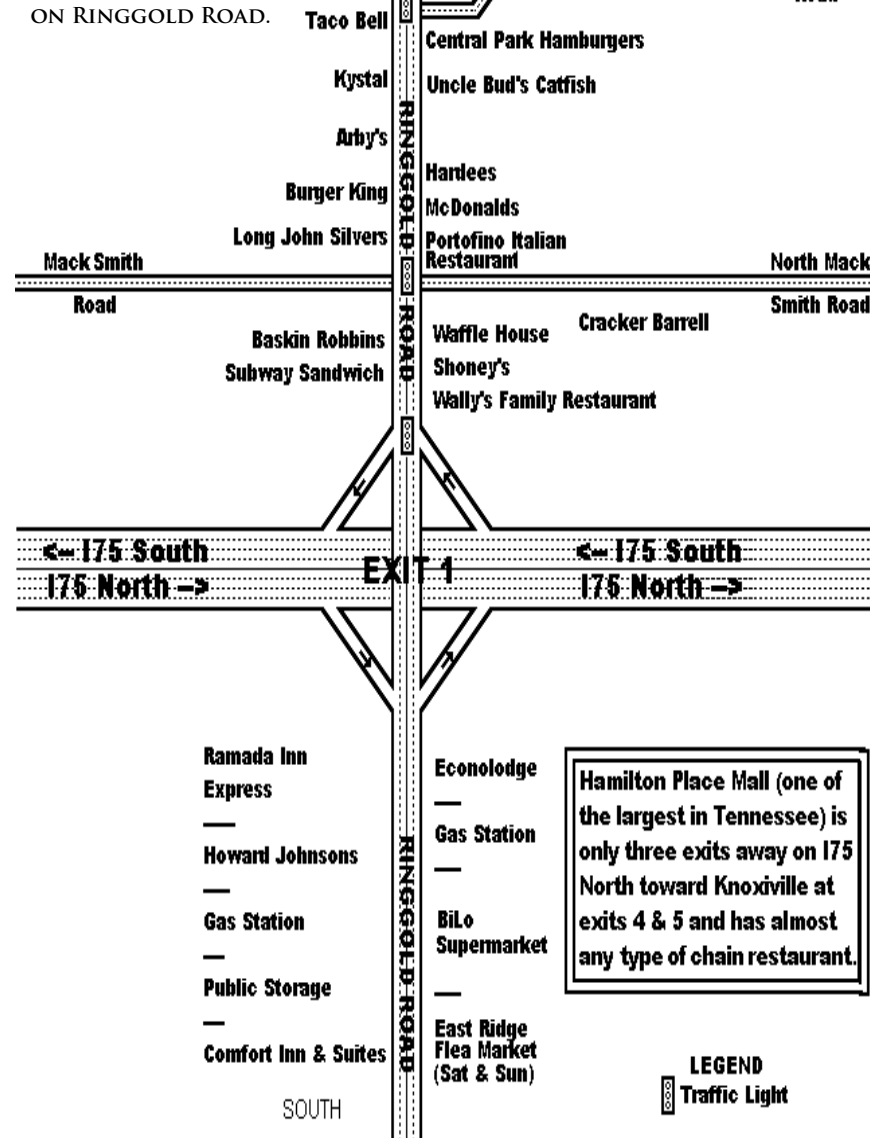 ON RINGGOLD ROAD.
Taco Bell
Central Park Hamburgers
Kystal
Uncle Bud's Catfish
Arby's
RINGGOLD ROAD
Hardees
Burger King
McDonalds
Long John Silvers
Portofino Italian
Restaurant
Mack Smith
Road
North Mack
Smith Road
Baskin Robbins
Subway Sandwich
Waffle House
Cracker Barrell
Shoney's
Wally's Family Restaurant
<-- I75 South
I75 North -->
EXIT 1
<-- I75 South
I75 North -->
Ramada Inn
Express
Howard Johnsons
Gas Station
Public Storage
Comfort Inn & Suites
SOUTH
RINGGOLD ROAD
Econolodge
Gas Station
BiLo
Supermarket
East Ridge
Flea Market
(Sat & Sun)
Hamilton Place Mall (one of
the largest in Tennessee) is
only three exits away on I75
North toward Knoxiville at
exits 4 & 5 and has almost
any type of chain restaurant.
LEGEND
Traffic Light